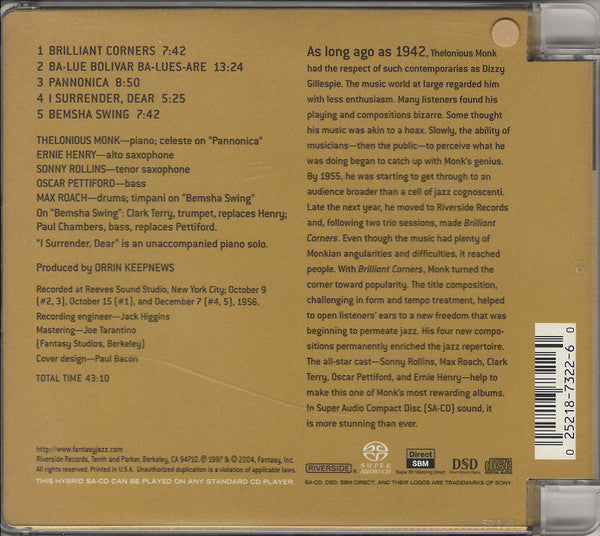 1 BRILLIANT CORNERS 7:42
2 BA-LUE BOLIVAR BA-LUES-ARE 13:24
3 PANNONICA 8:50
4 I SURRENDER, DEAR 5:25
5 BEMSHA SWING 7:42
THELONIOUS MONK—piano; celeste on "Pannonica"
ERNIE HENRY—alto saxophone
SONNY ROLLINS—tenor saxophone
OSCAR PETTIFORD—bass
MAX ROACH—drums; timpani on "Bemsha Swing"
On "Bemsha Swing": Clark Terry, trumpet, replaces Henry;
Paul Chambers, bass, replaces Pettiford.
"I Surrender, Dear" is an unaccompanied piano solo.
Produced by ORRIN KEEPNEWS
Recorded at Reeves Sound Studio, New York City; October 9
(#2, 3), October 15 (#1), and December 7 (#4, 5), 1956.
Recording engineer—Jack Higgins
Mastering—Joe Tarantino
(Fantasy Studios, Berkeley)
Cover design—Paul Bacon
TOTAL TIME 43:10
http://www.fantasyjazz.com
Riverside Records, Tenth and Parker, Berkeley, CA 94710. ℗ 1987 & © 2004, Fantasy, Inc.
Printed in U.S.A. Unauthorized duplication is a violation of applicable laws.
THIS HYBRID SA-CD CAN BE PLAYED ON ANY STANDARD CD PLAYER.
As long ago as 1942, Thelonious Monk
had the respect of such contemporaries as Dizzy
Gillespie. The music world at large regarded him
with less enthusiasm. Many listeners found his
playing and compositions bizarre. Some thought
his music was akin to a hoax. Slowly, the ability of
musicians—then the public—to perceive what he
was doing began to catch up with Monk's genius.
By 1955, he was starting to get through to an
audience broader than a cell of jazz cognoscenti.
Late the next year, he moved to Riverside Records
and, following two trio sessions, made Brilliant
Corners. Even though the music had plenty of
Monkian angularities and difficulties, it reached
people. With Brilliant Corners, Monk turned the
corner toward popularity. The title composition,
challenging in form and tempo treatment, helped
to open listeners' ears to a new freedom that was
beginning to permeate jazz. His four new compo-
sitions permanently enriched the jazz repertoire.
The all-star cast—Sonny Rollins, Max Roach, Clark
Terry, Oscar Pettiford, and Ernie Henry—help to
make this one of Monk's most rewarding albums.
In Super Audio Compact Disc (SA-CD) sound, it
is more stunning than ever.
RIVERSIDE
SUPER AUDIO CD
Direct SBM
Super Bit Mapping Direct
DSD
Direct Stream Digital
COMPACT disc DIGITAL AUDIO
SA-CD, DSD, SBM DIRECT, AND THEIR LOGOS ARE TRADEMARKS OF SONY.
0 25218-7322-6 0